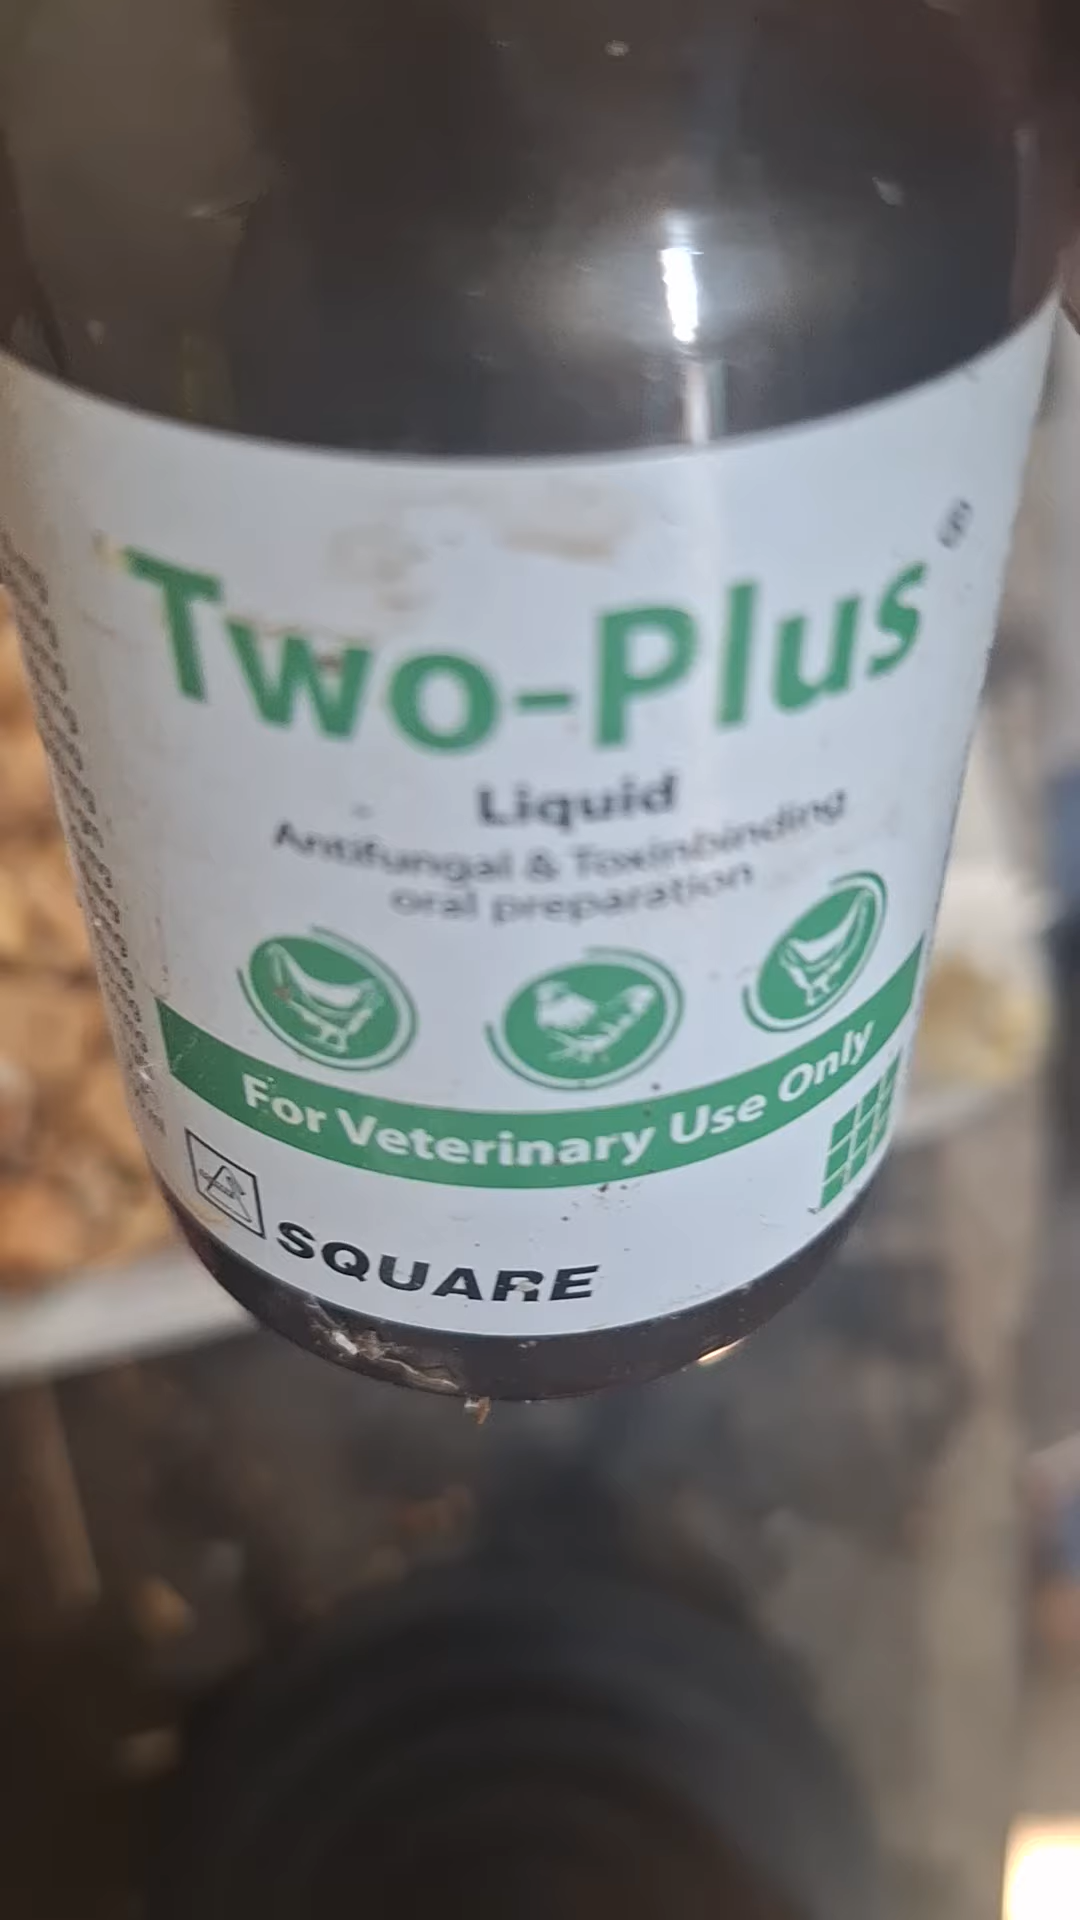 Two-Plus®
Liquid
Antifungal & Toxinbinding
oral preparation
For Veterinary Use Only
SQUARE